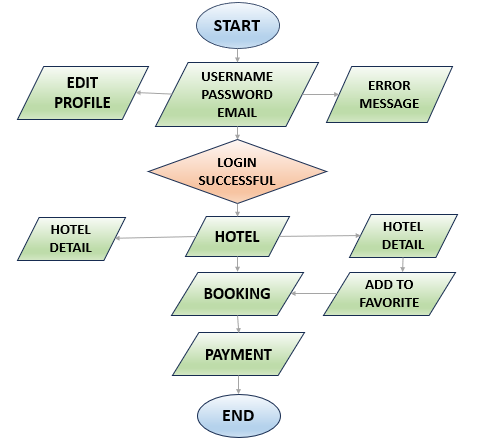 START
EDIT
PROFILE
USERNAME
PASSWORD
EMAIL
ERROR
MESSAGE
LOGIN
SUCCESSFUL
HOTEL
DETAIL
HOTEL
HOTEL
DETAIL
BOOKING
ADD TO
FAVORITE
PAYMENT
END